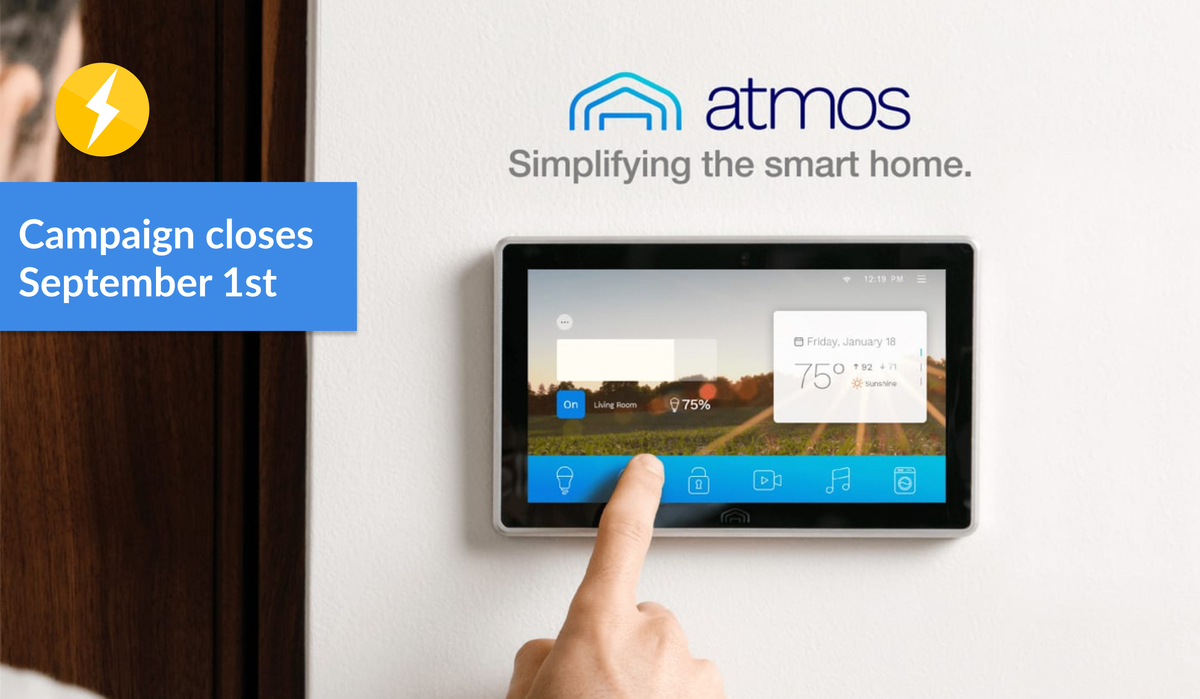 atmos
Simplifying the smart home.
Campaign closes
September 1st
12:19 PM
Friday, January 18
75° ↑ 92 ↓ 71
Sunshine
On Living Room 75%